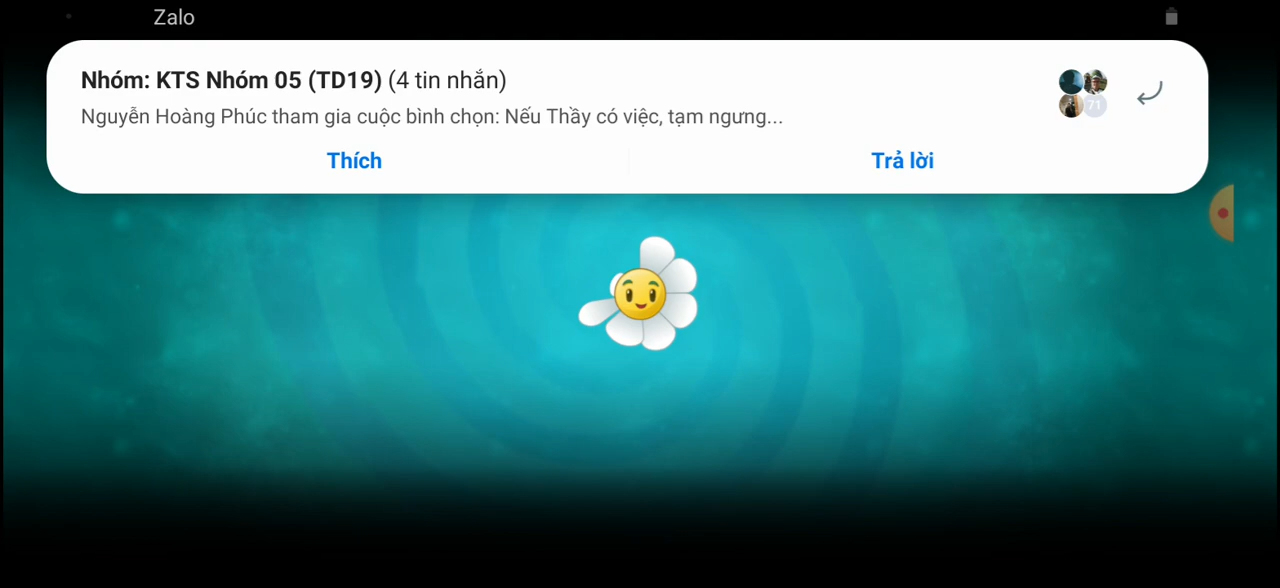 Zalo
Nhóm: KTS Nhóm 05 (TD19) (4 tin nhắn)
Nguyễn Hoàng Phúc tham gia cuộc bình chọn: Nếu Thầy có việc, tạm ngưng...
71
Thích
Trả lời